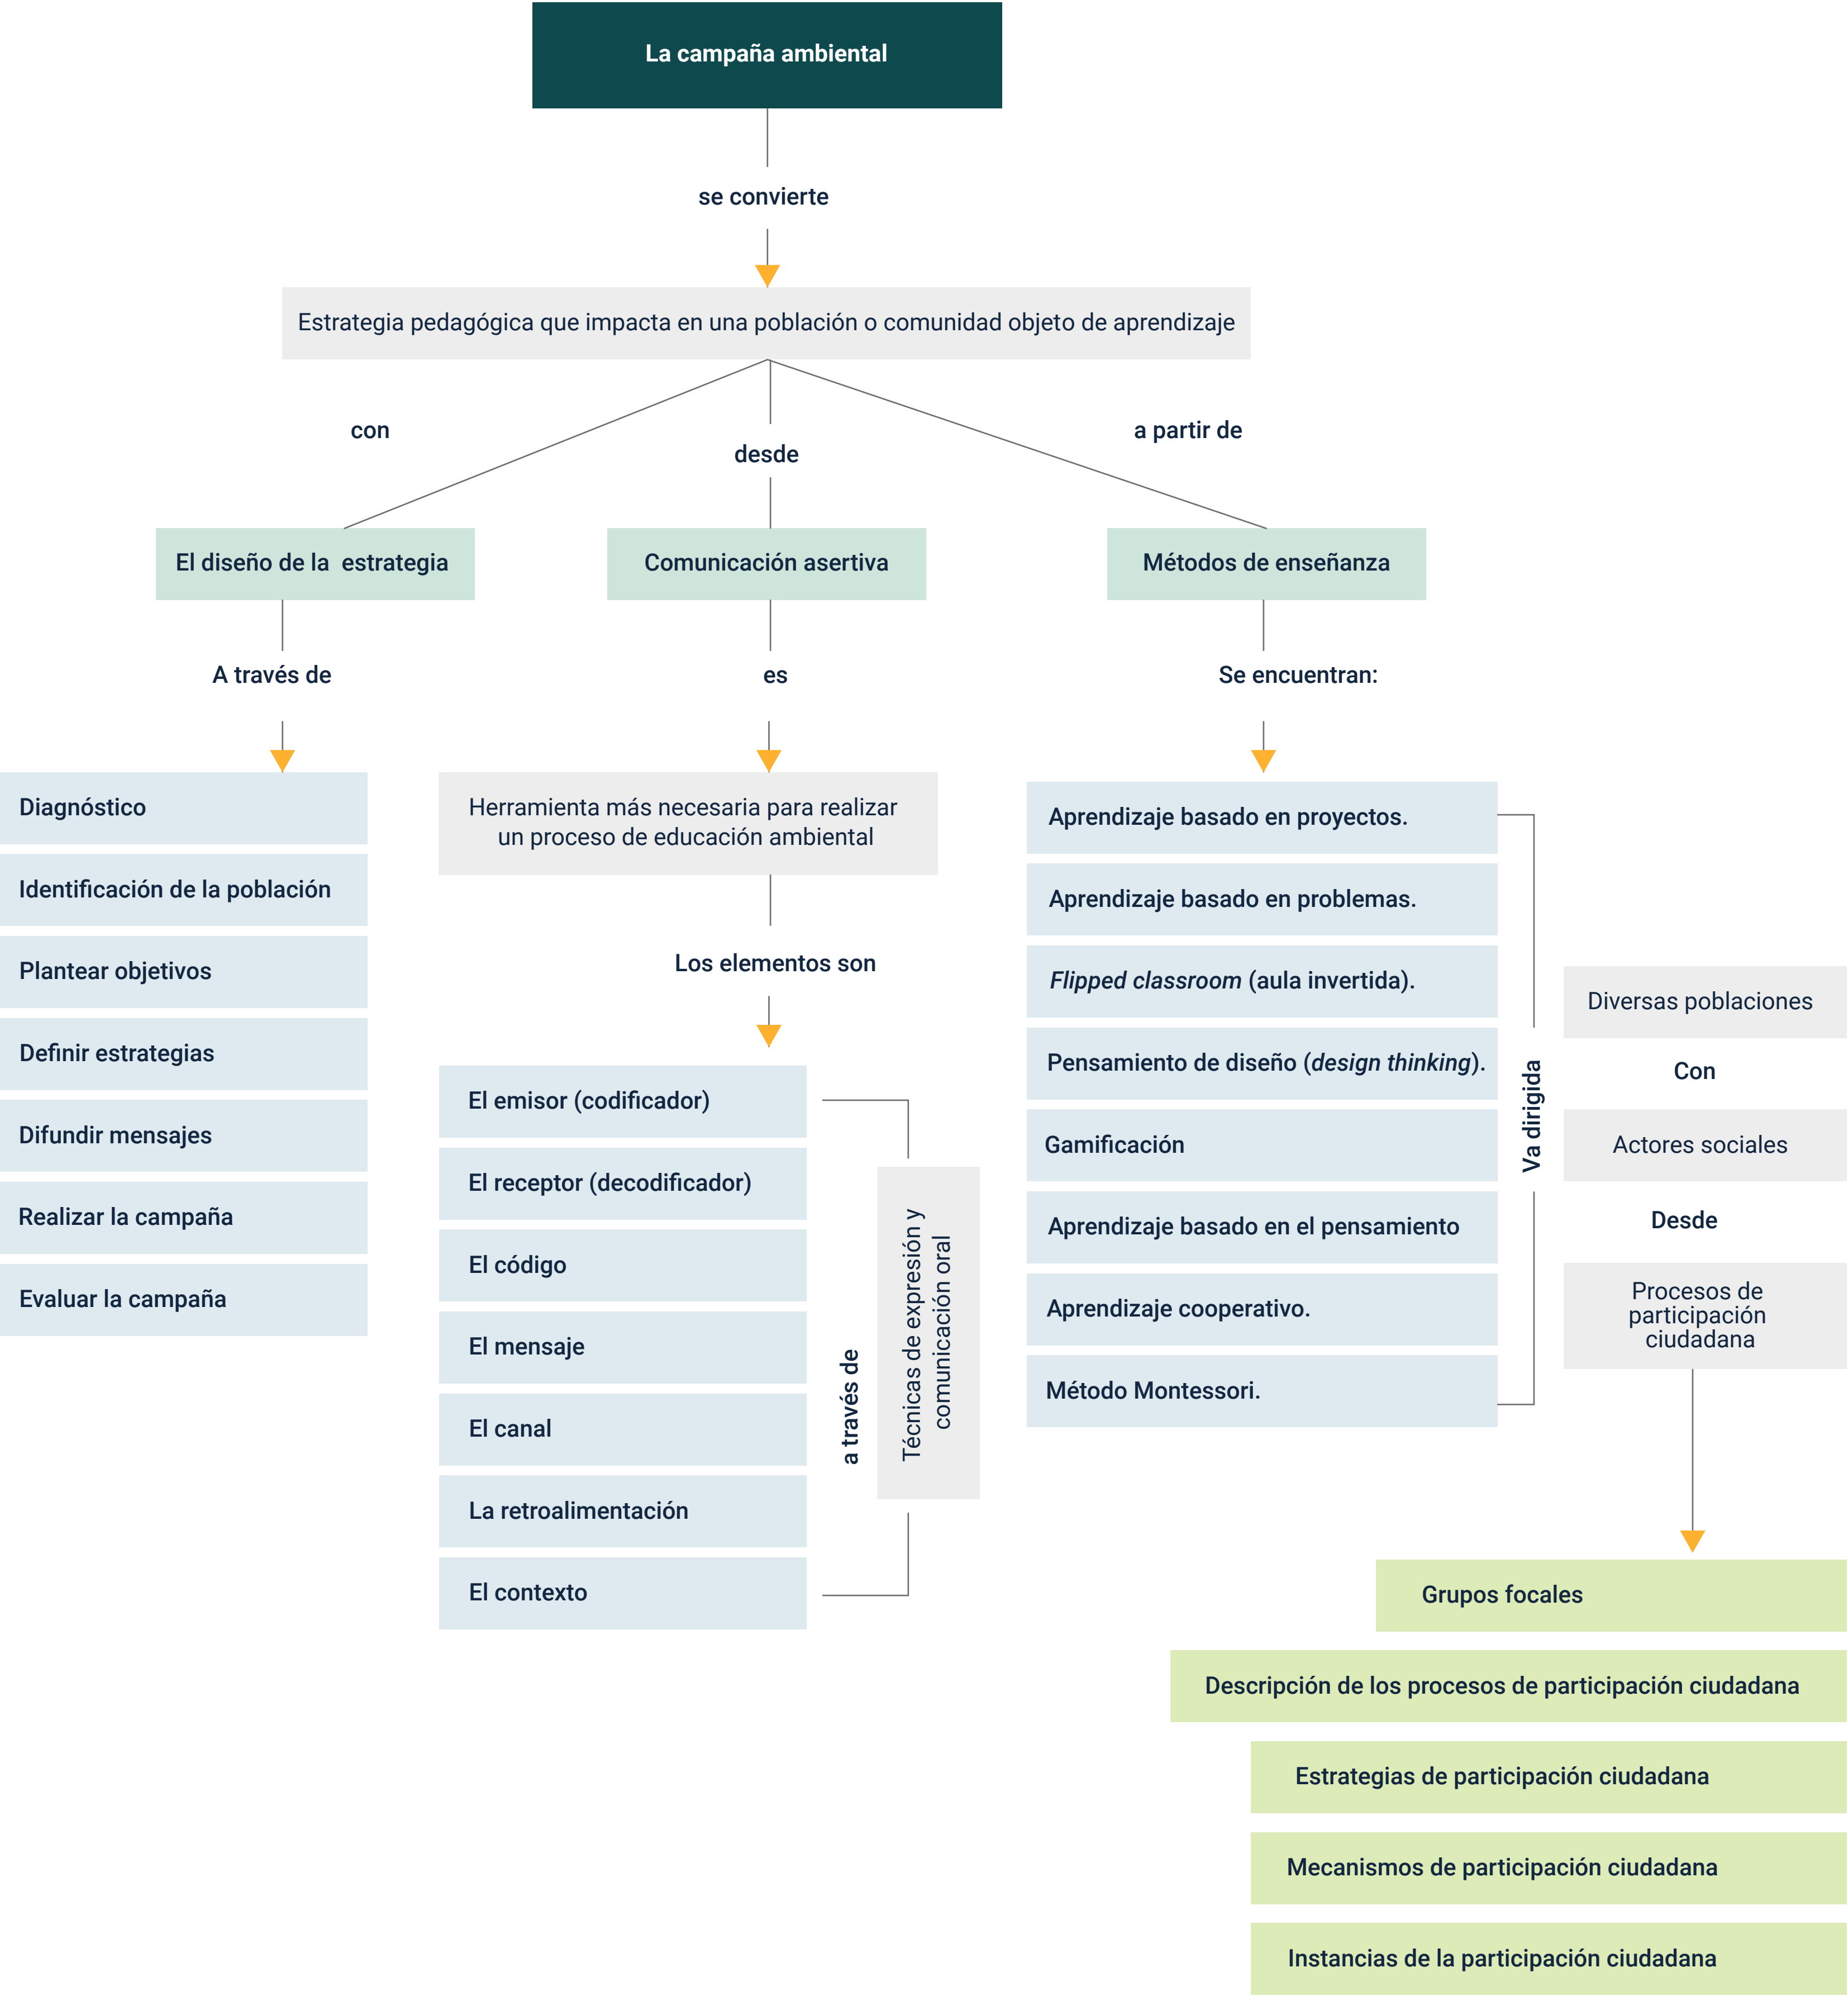 La campaña ambiental
se convierte
Estrategia pedagógica que impacta en una población o comunidad objeto de aprendizaje
con
desde
a partir de
El diseño de la estrategia
Comunicación asertiva
Métodos de enseñanza
A través de
es
Se encuentran:
Diagnóstico
Identificación de la población
Plantear objetivos
Definir estrategias
Difundir mensajes
Realizar la campaña
Evaluar la campaña
Herramienta más necesaria para realizar
un proceso de educación ambiental
Los elementos son
El emisor (codificador)
El receptor (decodificador)
El código
El mensaje
El canal
La retroalimentación
El contexto
a través de
Técnicas de expresión y
comunicación oral
Aprendizaje basado en proyectos.
Aprendizaje basado en problemas.
Flipped classroom (aula invertida).
Pensamiento de diseño (design thinking).
Gamificación
Aprendizaje basado en el pensamiento
Aprendizaje cooperativo.
Método Montessori.
Va dirigida
Diversas poblaciones
Con
Actores sociales
Desde
Procesos de
participación
ciudadana
Grupos focales
Descripción de los procesos de participación ciudadana
Estrategias de participación ciudadana
Mecanismos de participación ciudadana
Instancias de la participación ciudadana